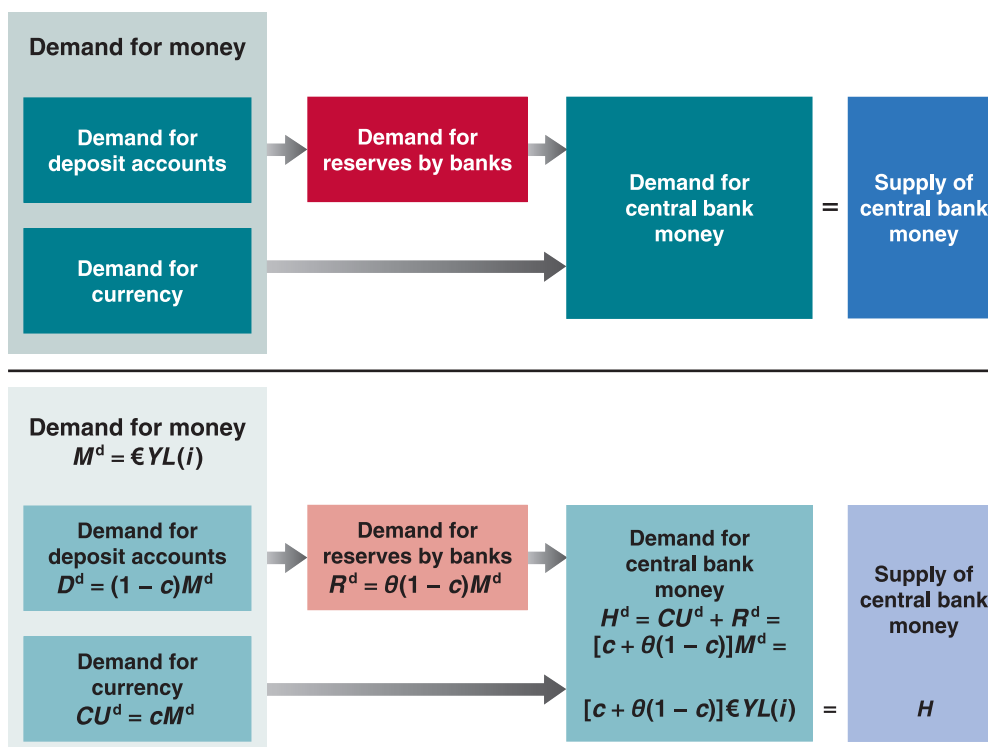 Demand for money
Demand for
deposit accounts
Demand for
reserves by banks
Demand for
central bank
money
=
Supply of
central bank
money
Demand for
currency
Demand for money
Mᵈ = €YL(i)
Demand for
deposit accounts
Dᵈ = (1 − c)Mᵈ
Demand for
reserves by banks
Rᵈ = θ(1 − c)Mᵈ
Demand for
central bank
money
Hᵈ = CUᵈ + Rᵈ =
[c + θ(1 − c)]Mᵈ =
[c + θ(1 − c)]€YL(i)
=
Supply of
central bank
money
H
Demand for
currency
CUᵈ = cMᵈ